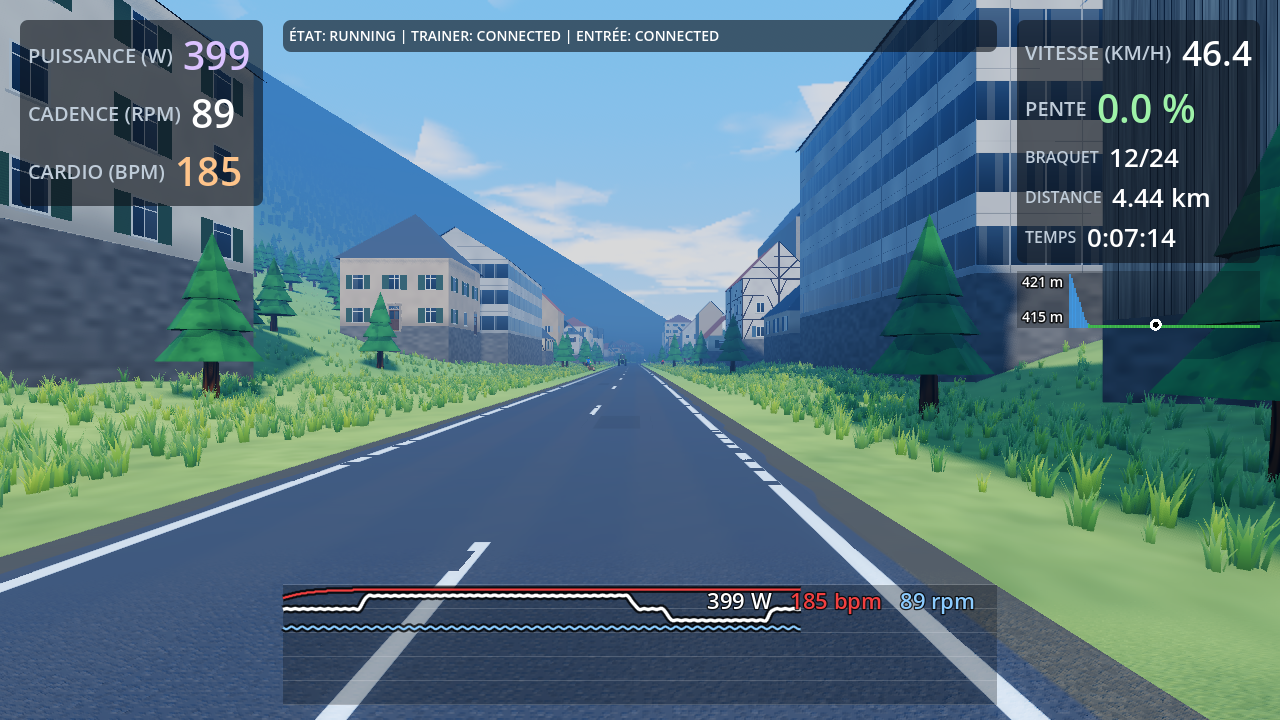 PUISSANCE (W) 399
CADENCE (RPM) 89
CARDIO (BPM) 185
ÉTAT: RUNNING | TRAINER: CONNECTED | ENTRÉE: CONNECTED
VITESSE (KM/H) 46.4
PENTE 0.0 %
BRAQUET 12/24
DISTANCE 4.44 km
TEMPS 0:07:14
421 m
415 m
399 W 185 bpm 89 rpm